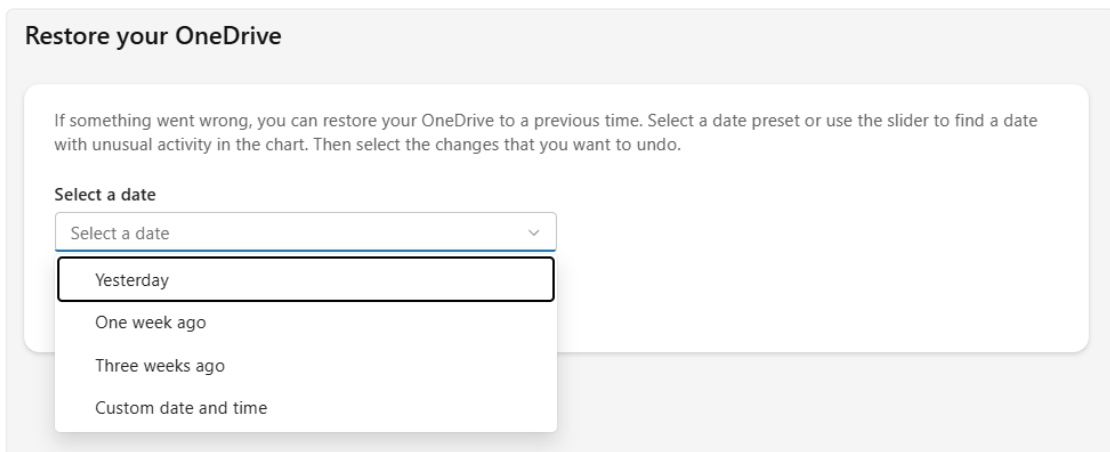 Restore your OneDrive
If something went wrong, you can restore your OneDrive to a previous time. Select a date preset or use the slider to find a date
with unusual activity in the chart. Then select the changes that you want to undo.
Select a date
Select a date
Yesterday
One week ago
Three weeks ago
Custom date and time